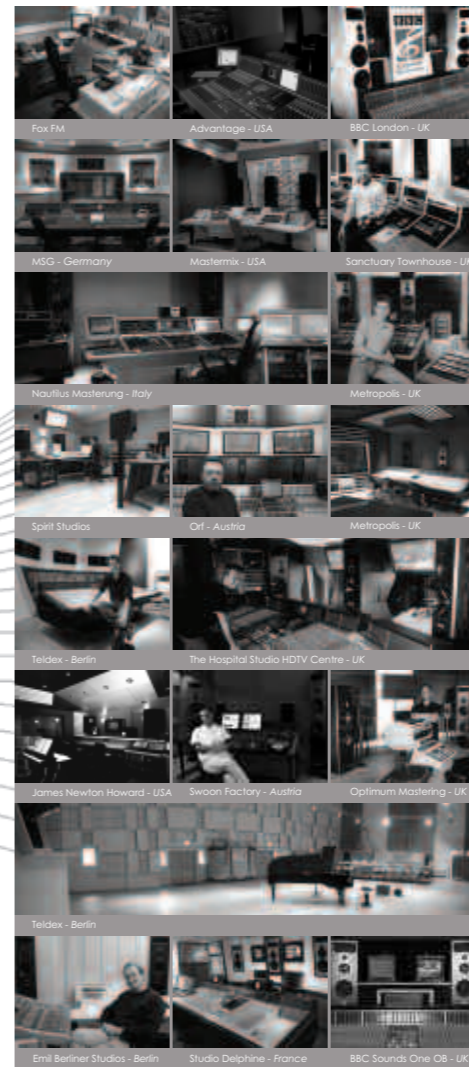 Fox FM
Advantage - USA
BBC London - UK
MSG - Germany
Mastermix - USA
Sanctuary Townhouse - UK
Nautilus Masterung - Italy
Metropolis - UK
Spirit Studios
Orf - Austria
Metropolis - UK
Teldex - Berlin
The Hospital Studio HDTV Centre - UK
James Newton Howard - USA
Swoon Factory - Austria
Optimum Mastering - UK
Teldex - Berlin
Emil Berliner Studios - Berlin
Studio Delphine - France
BBC Sounds One OB - UK